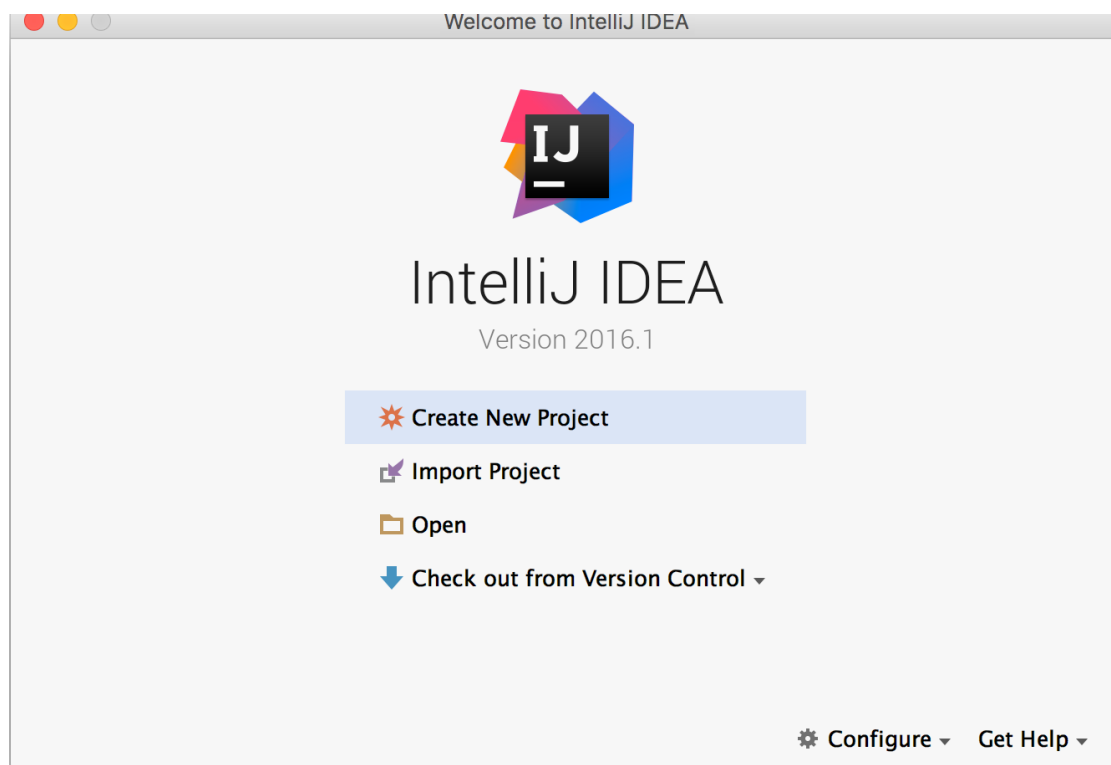 Welcome to IntelliJ IDEA
IJ
IntelliJ IDEA
Version 2016.1
Create New Project
Import Project
Open
Check out from Version Control
Configure
Get Help